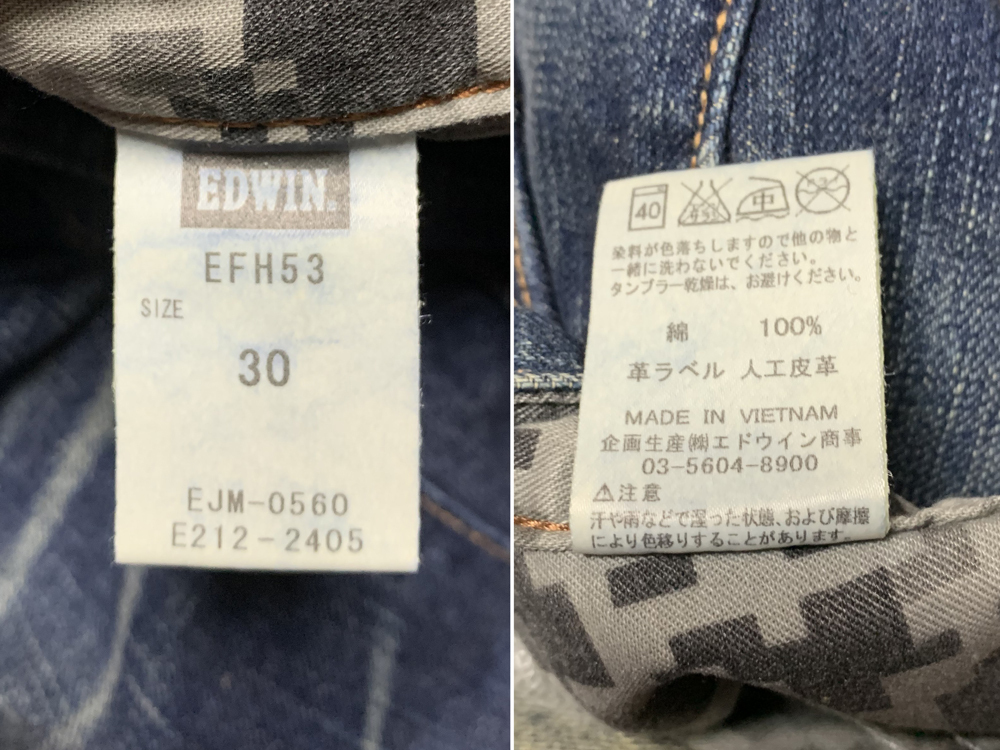 EDWIN.
EFH53
SIZE
30
EJM-0560
E212-2405
40
中
染料が色落ちしますので他の物と
一緒に洗わないでください。
タンブラー乾燥は、お避けください。
綿 100%
革ラベル 人工皮革
MADE IN VIETNAM
企画生産㈱エドウイン商事
03-5604-8900
⚠注意
汗や雨などで湿った状態、および摩擦
により色移りすることがあります。